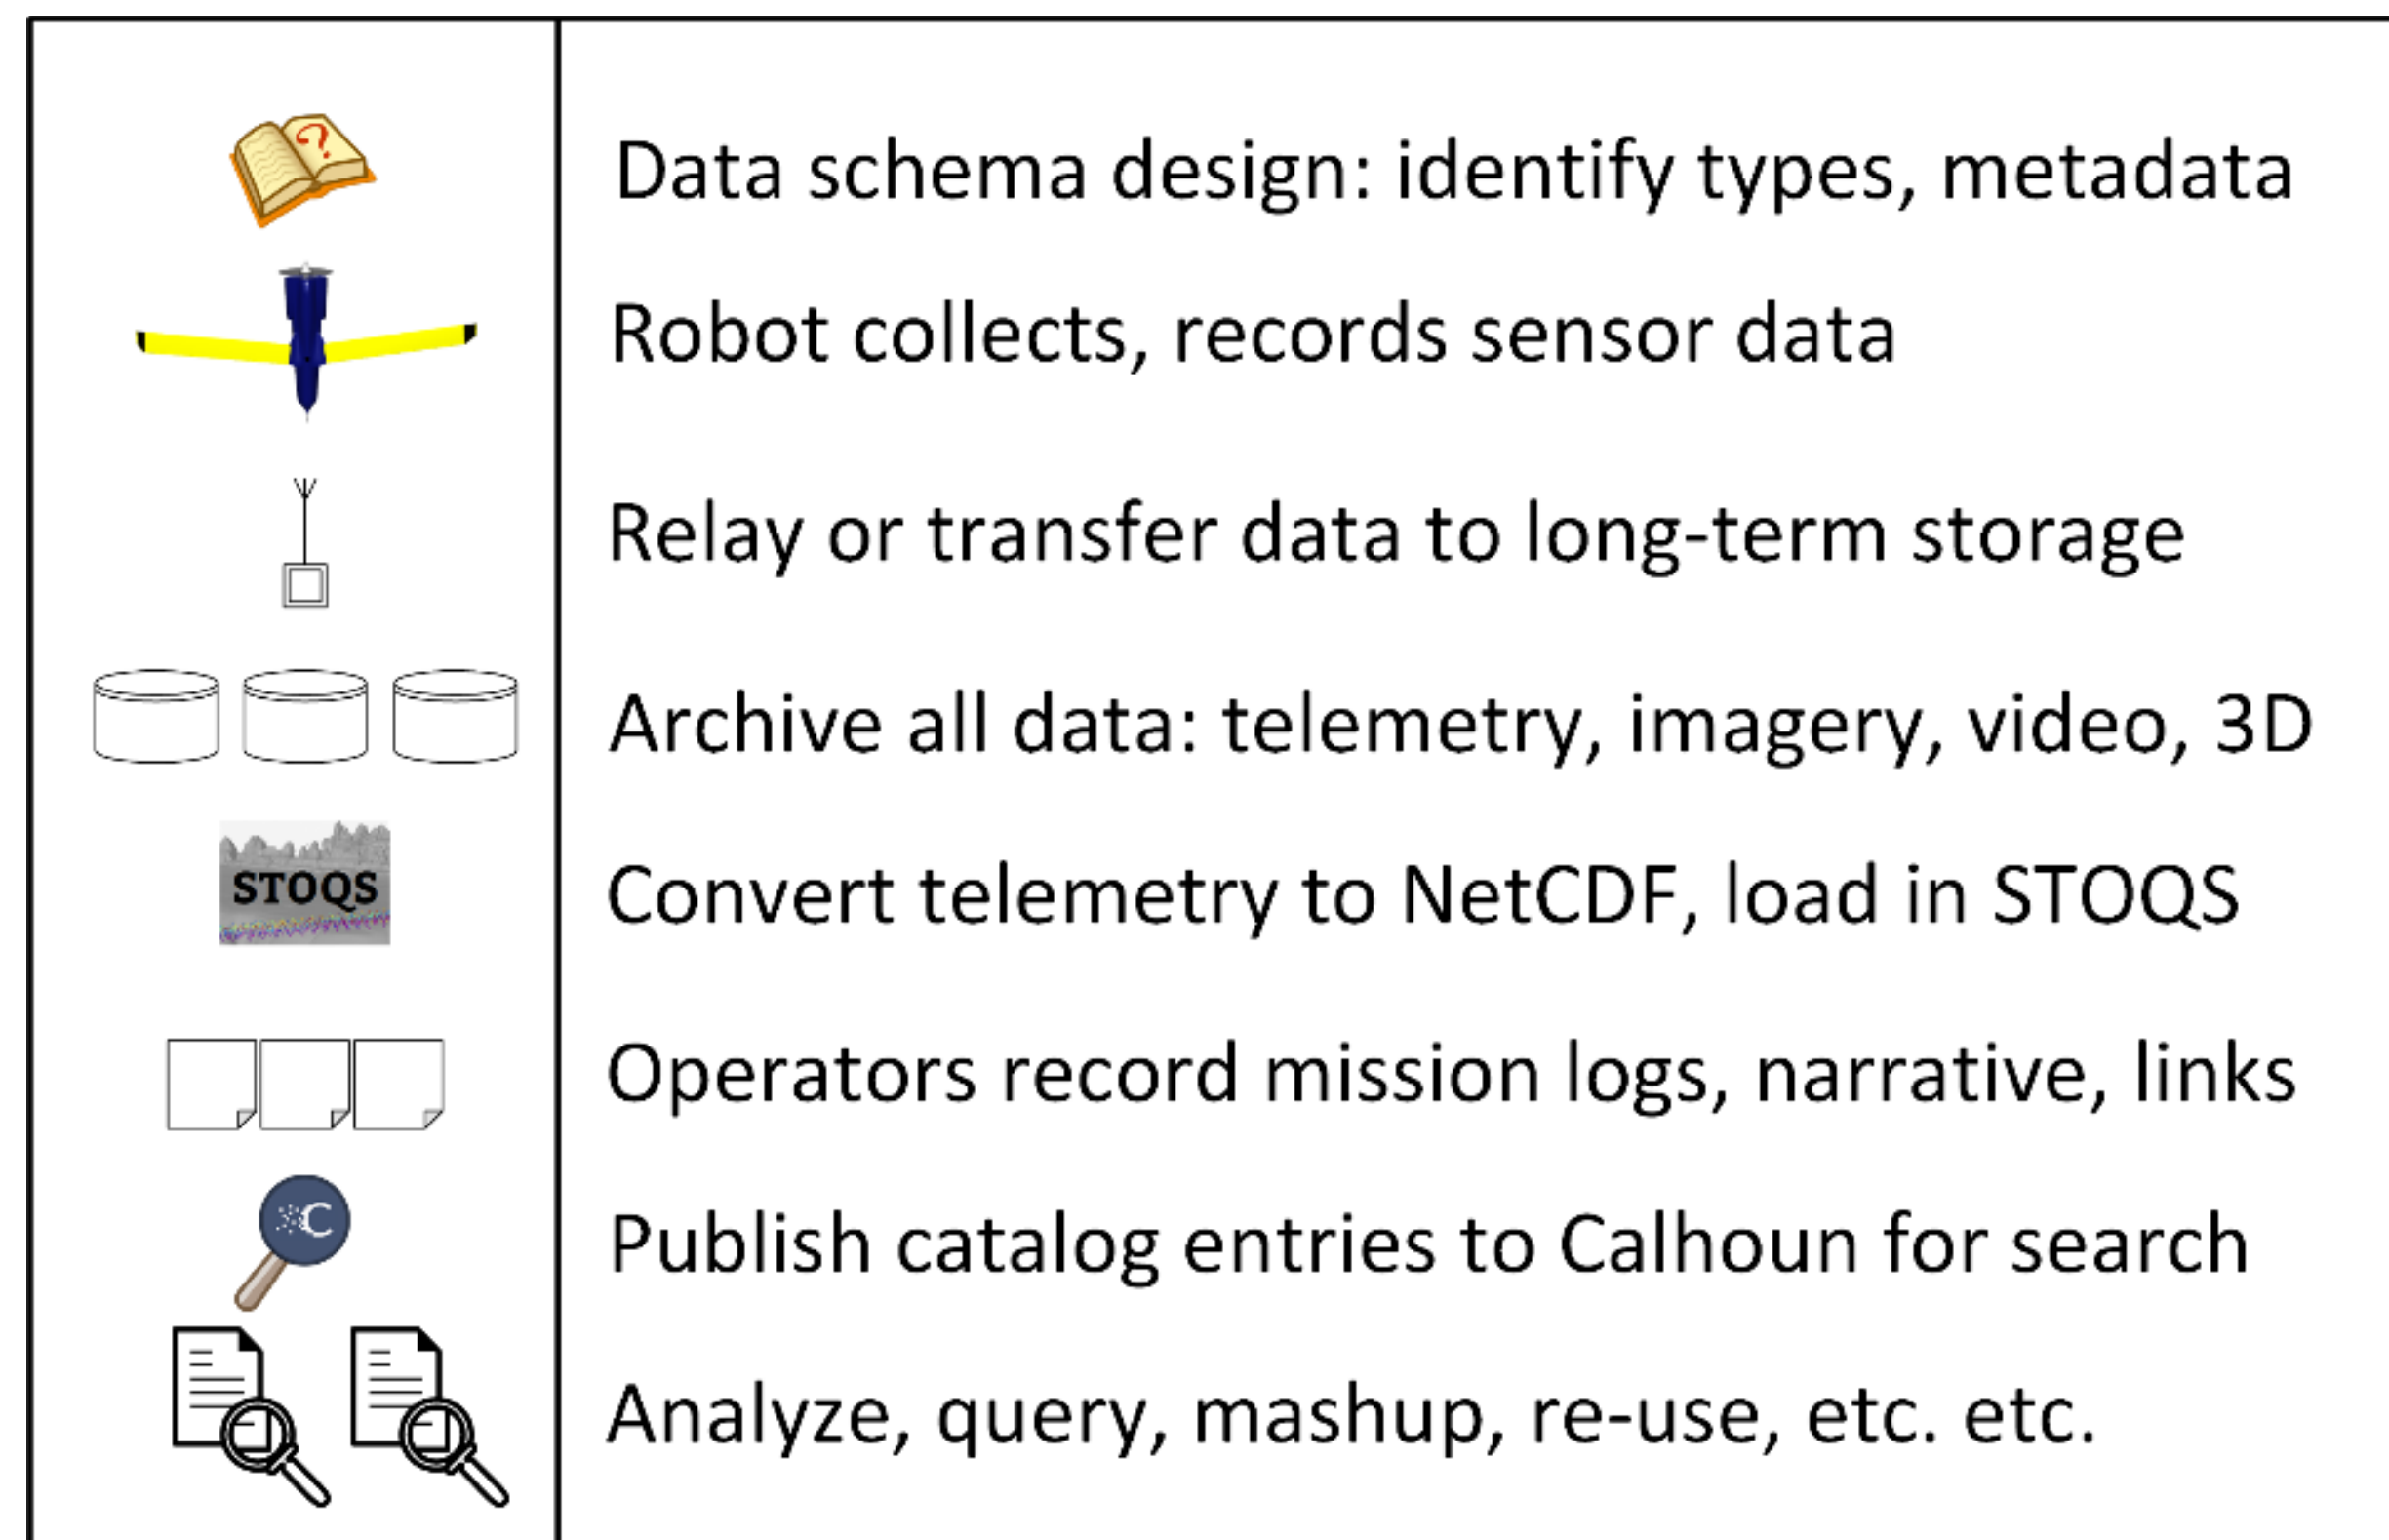 Data schema design: identify types, metadata
Robot collects, records sensor data
Relay or transfer data to long-term storage
Archive all data: telemetry, imagery, video, 3D
STOQS
Convert telemetry to NetCDF, load in STOQS
Operators record mission logs, narrative, links
C
Publish catalog entries to Calhoun for search
Analyze, query, mashup, re-use, etc. etc.